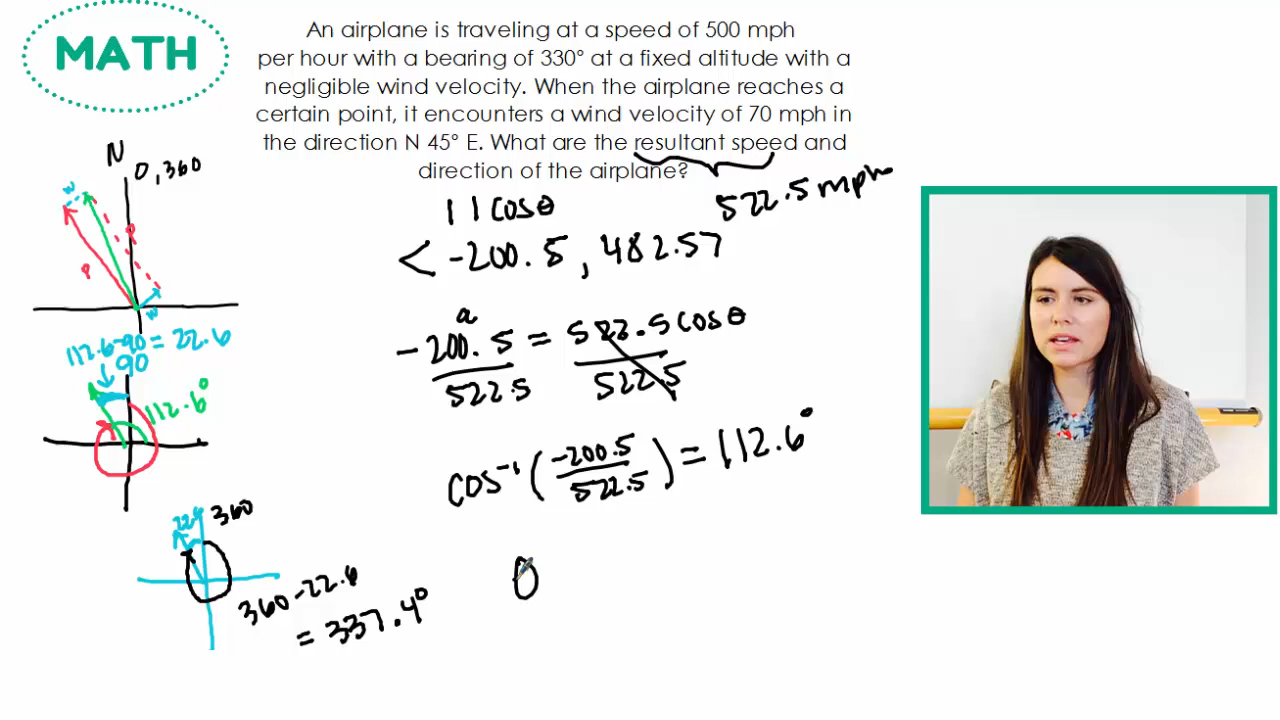 MATH
An airplane is traveling at a speed of 500 mph
per hour with a bearing of 330° at a fixed altitude with a
negligible wind velocity. When the airplane reaches a
certain point, it encounters a wind velocity of 70 mph in
the direction N 45° E. What are the resultant speed and
direction of the airplane?
522.5 mph
N
0,360
w
P
P
w
| | cosθ
< -200.5, 482.57
a
-200.5 = 522.5 cosθ
522.5 522.5
112.6-90 = 22.6
90
112.6°
cos⁻¹ (-200.5/522.5) = 112.6°
360
360 - 22.6
= 337.4°
θ